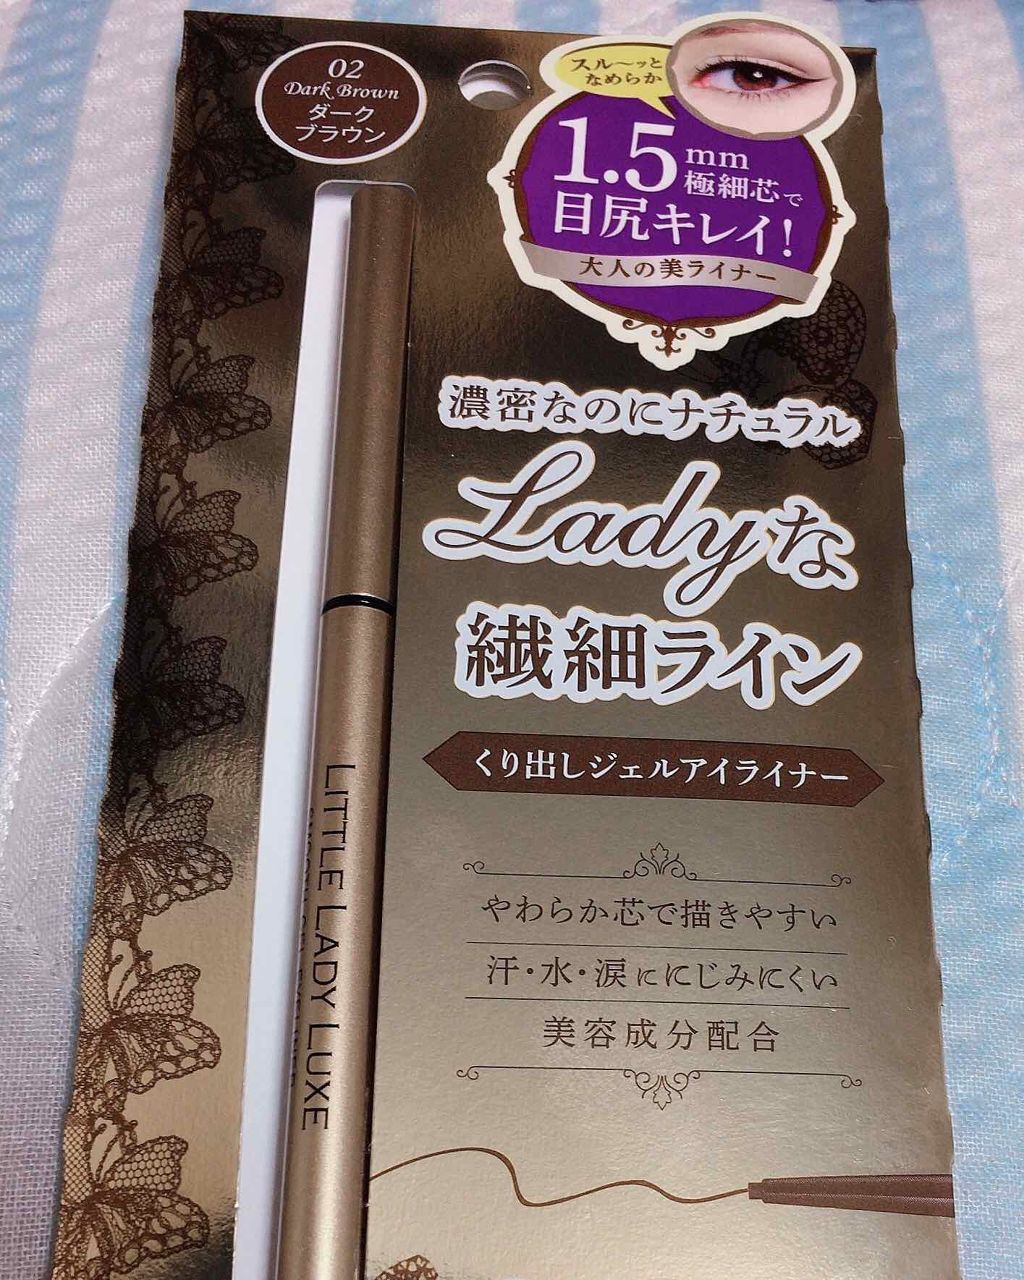 02
Dark Brown
ダーク
ブラウン
スル〜ッと
なめらか
1.5mm
極細芯で
目尻キレイ!
大人の美ライナー
濃密なのにナチュラル
Ladyな
繊細ライン
くり出しジェルアイライナー
やわらか芯で描きやすい
汗・水・涙ににじみにくい
美容成分配合
LITTLE LADY LUXE